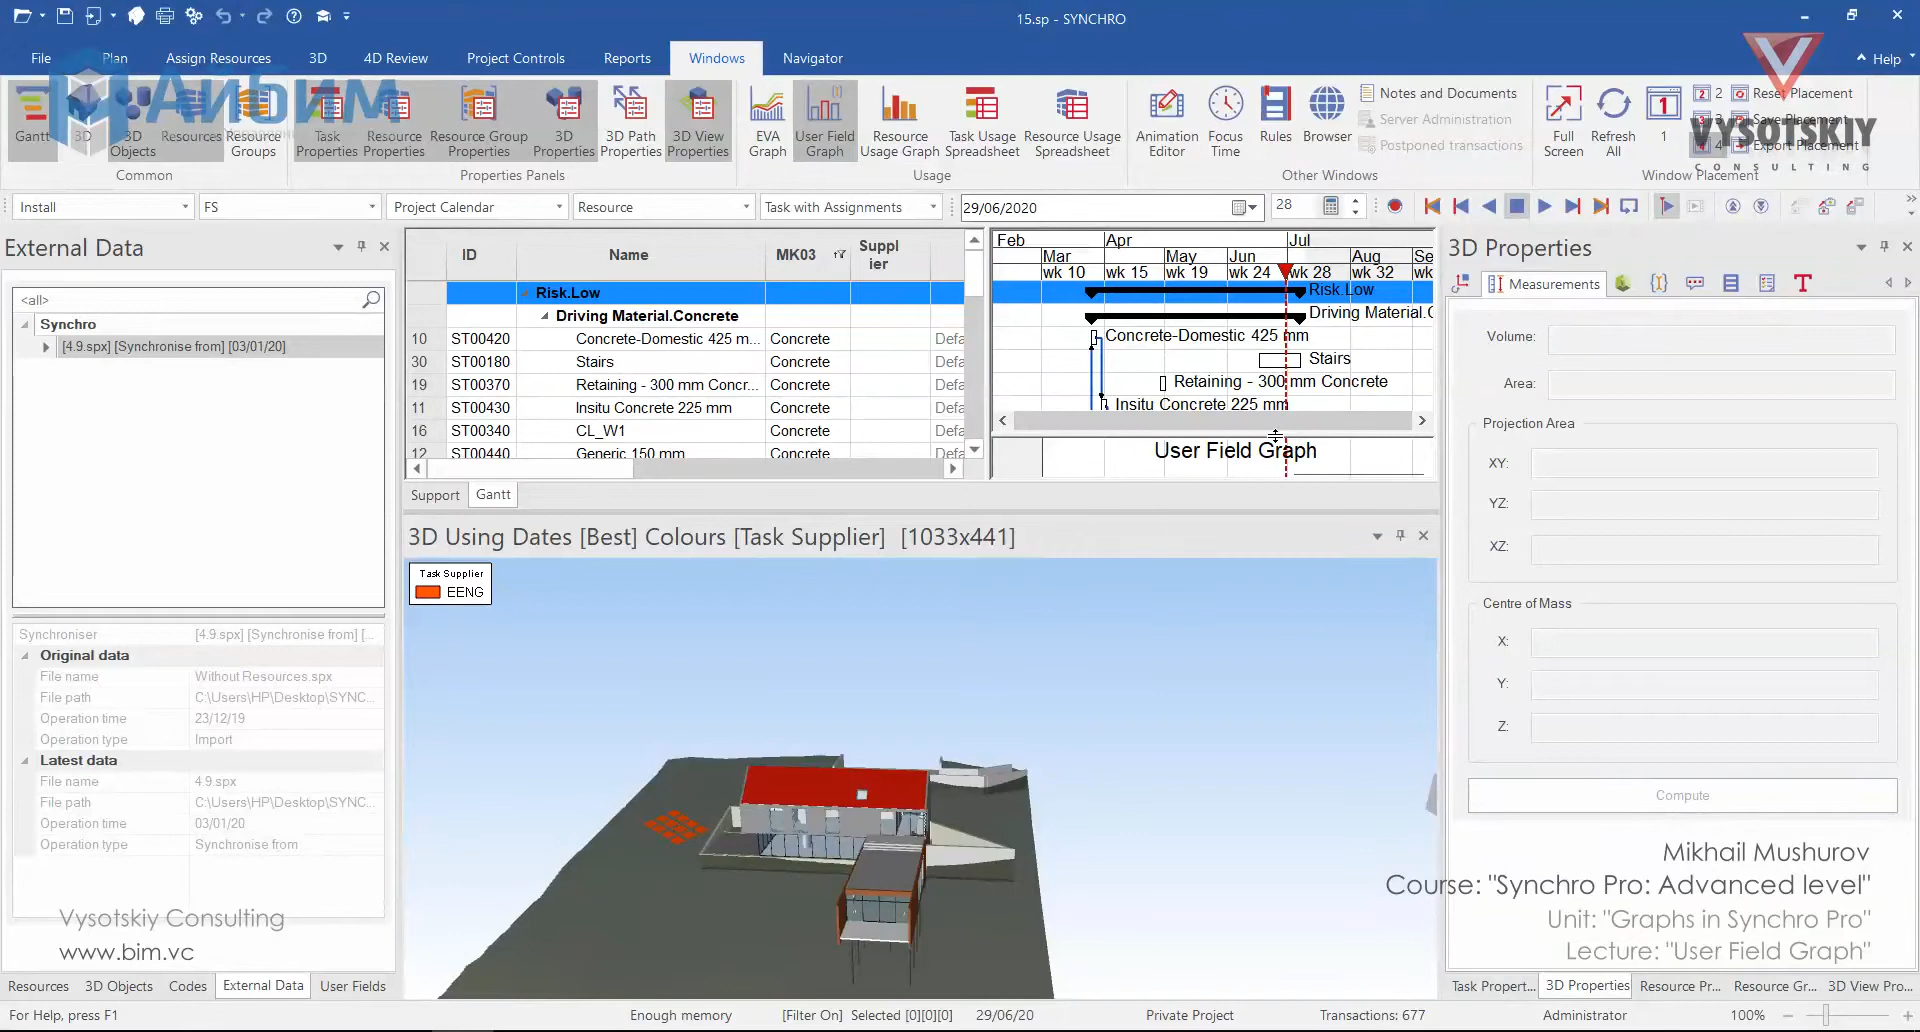 15.sp - SYNCHRO
File Plan Assign Resources 3D 4D Review Project Controls Reports Windows Navigator Help
Айбим
Gantt
3D
3D Objects
Resources
Resource Groups
Task Properties
Resource Properties
Resource Group Properties
3D Properties
3D Path Properties
3D View Properties
EVA Graph
User Field Graph
Resource Usage Graph
Task Usage Spreadsheet
Resource Usage Spreadsheet
Animation Editor
Focus Time
Rules
Browser
Notes and Documents
Server Administration
Postponed transactions
Full Screen
Refresh All
1
2
3
4
Reset Placement
Save Placement
Export Placement
VYSOTSKIY
CONSULTING
Common
Properties Panels
Usage
Other Windows
Window Placement
Install FS Project Calendar Resource Task with Assignments 29/06/2020 28
External Data
<all>
Synchro
[4.9.spx] [Synchronise from] [03/01/20]
Synchroniser [4.9.spx] [Synchronise from] [...
Original data
File name Without Resources.spx
File path C:\Users\HP\Desktop\SYNC...
Operation time 23/12/19
Operation type Import
Latest data
File name 4.9.spx
File path C:\Users\HP\Desktop\SYNC...
Operation time 03/01/20
Operation type Synchronise from
Vysotskiy Consulting
www.bim.vc
Resources 3D Objects Codes External Data User Fields
ID Name MK03 Suppl ier
Risk.Low
Driving Material.Concrete
10 ST00420 Concrete-Domestic 425 m... Concrete Defa
30 ST00180 Stairs Concrete Defa
19 ST00370 Retaining - 300 mm Concr... Concrete Defa
11 ST00430 Insitu Concrete 225 mm Concrete Defa
16 ST00340 CL_W1 Concrete Defa
12 ST00440 Generic 150 mm Concrete Defa
Support Gantt
Feb Apr Jul
Mar May Jun Aug Se
wk 10 wk 15 wk 19 wk 24 wk 28 wk 32 wk
Risk.Low
Driving Material.C
Concrete-Domestic 425 mm
Stairs
Retaining - 300 mm Concrete
Insitu Concrete 225 mm
User Field Graph
3D Using Dates [Best] Colours [Task Supplier] [1033x441]
Task Supplier
EENG
3D Properties
Measurements
Volume:
Area:
Projection Area
XY:
YZ:
XZ:
Centre of Mass
X:
Y:
Z:
Compute
Mikhail Mushurov
Course: "Synchro Pro: Advanced level"
Unit: "Graphs in Synchro Pro"
Lecture: "User Field Graph"
Task Propert... 3D Properties Resource Pr... Resource Gr... 3D View Pro...
For Help, press F1 Enough memory [Filter On] Selected [0][0][0] 29/06/20 Private Project Transactions: 677 Administrator 100%